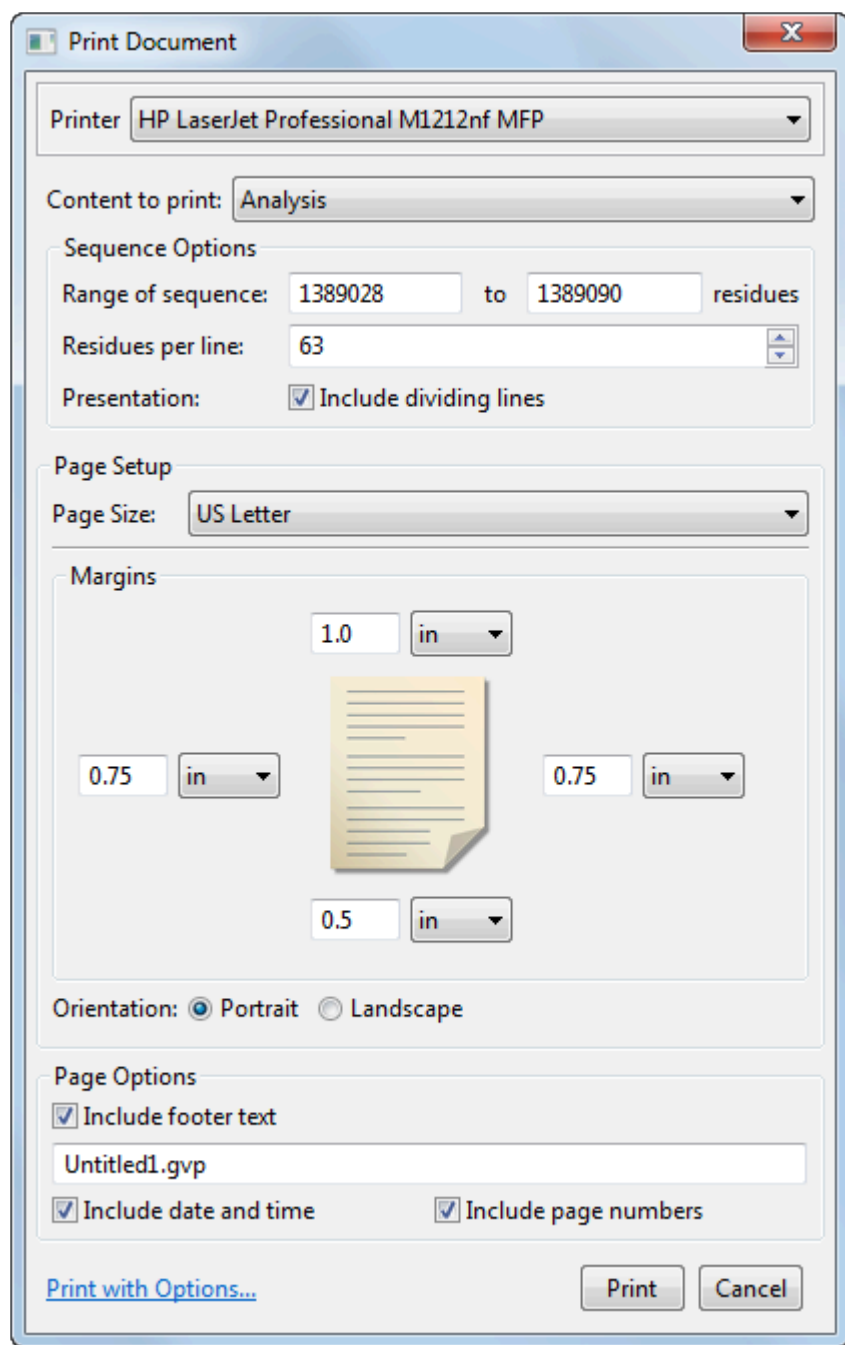 Print Document
Printer HP LaserJet Professional M1212nf MFP
Content to print: Analysis
Sequence Options
Range of sequence: 1389028 to 1389090 residues
Residues per line: 63
Presentation: Include dividing lines
Page Setup
Page Size: US Letter
Margins
1.0 in
0.75 in 0.75 in
0.5 in
Orientation: Portrait Landscape
Page Options
Include footer text
Untitled1.gvp
Include date and time Include page numbers
Print with Options... Print Cancel